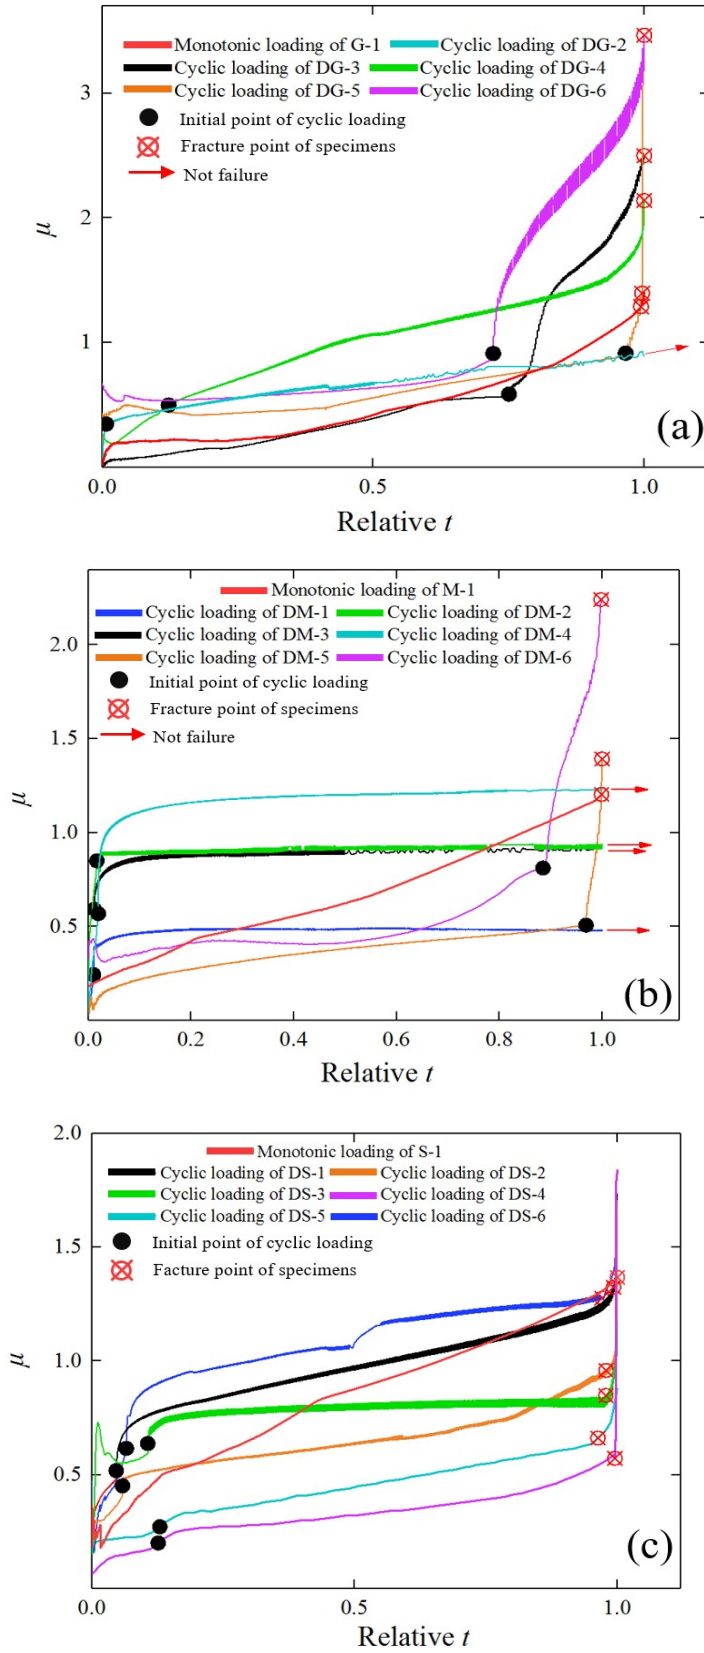 Monotonic loading of G-1 Cyclic loading of DG-2
Cyclic loading of DG-3 Cyclic loading of DG-4
Cyclic loading of DG-5 Cyclic loading of DG-6
Initial point of cyclic loading
Fracture point of specimens
Not failure
3
2
1
μ
(a)
0.0 0.5 1.0
Relative t
Monotonic loading of M-1
Cyclic loading of DM-1 Cyclic loading of DM-2
Cyclic loading of DM-3 Cyclic loading of DM-4
Cyclic loading of DM-5 Cyclic loading of DM-6
Initial point of cyclic loading
Fracture point of specimens
Not failure
2.0
1.5
1.0
0.5
μ
(b)
0.0 0.2 0.4 0.6 0.8 1.0
Relative t
2.0
Monotonic loading of S-1
Cyclic loading of DS-1 Cyclic loading of DS-2
Cyclic loading of DS-3 Cyclic loading of DS-4
Cyclic loading of DS-5 Cyclic loading of DS-6
Initial point of cyclic loading
Facture point of specimens
1.5
1.0
0.5
μ
(c)
0.0 0.5 1.0
Relative t